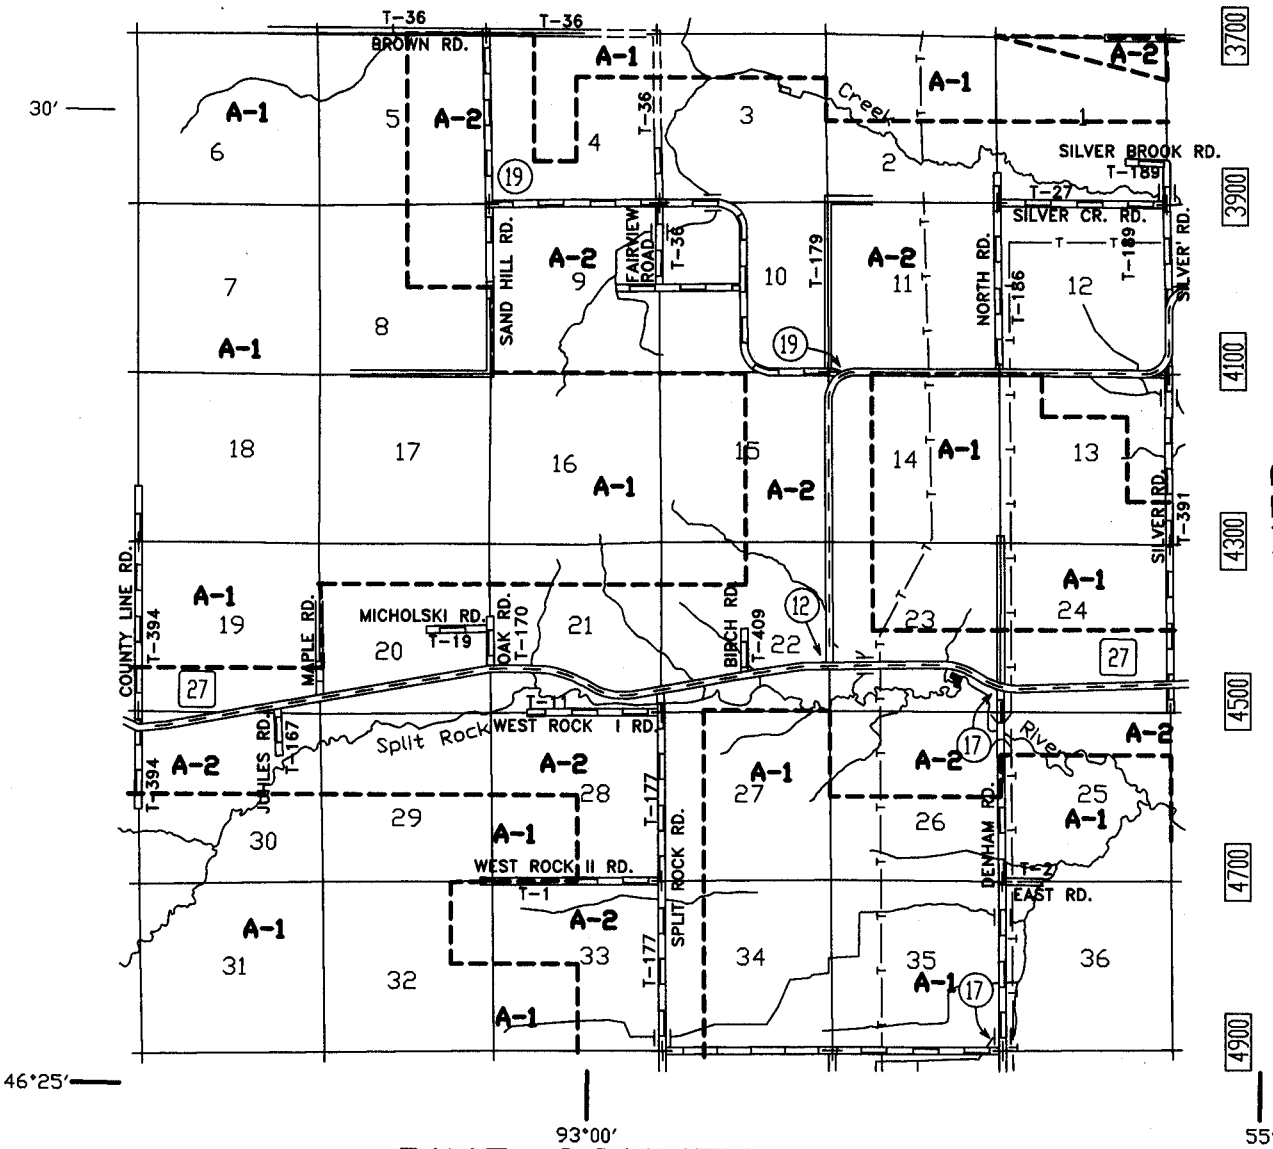 T-36
T-36
BROWN RD.
A-1
A-2
3700
30'
A-1
5
A-2
4
T-36
3
Creek
A-1
1
6
2
SILVER BROOK RD.
T-189
19
T-27
SILVER CR. RD.
3900
SAND HILL RD.
FAIRVIEW
ROAD
T-36
A-2
9
10
T-179
A-2
11
NORTH RD.
T-186
T-189
12
SILVER RD.
7
8
A-1
19
4100
18
17
16
15
14
A-1
13
A-1
A-2
SILVER RD.
T-391
4300
COUNTY LINE RD.
T-394
A-1
19
MAPLE RD.
MICHOLSKI RD.
T-19
20
OAK RD.
T-170
21
BIRCH RD.
T-409
12
22
23
A-1
24
27
27
4500
T-394
A-2
JUHLES RD.
T-167
Split Rock
T-1
WEST ROCK I RD.
A-2
28
T-177
A-1
27
17
A-2
26
River
A-2
25
A-1
30
29
A-1
SPLIT ROCK RD.
DENHAM RD.
WEST ROCK II RD.
T-1
T-2
EAST RD.
4700
A-1
31
32
A-2
33
T-177
34
35
A-1
17
36
A-1
4900
46°25'
93°00'
55'